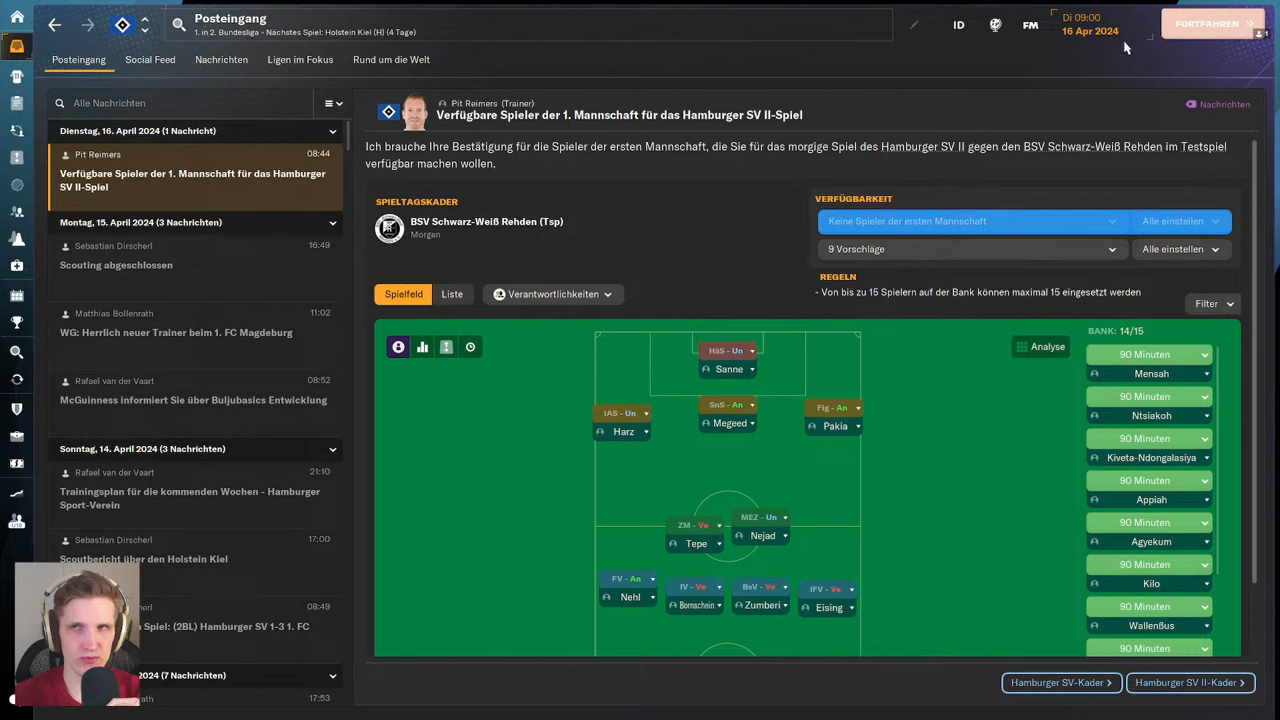 Posteingang
1. in 2. Bundesliga - Nächstes Spiel: Holstein Kiel (H) (4 Tage)
ID
FM
Di 09:00
16 Apr 2024
FORTFAHREN
1
Posteingang
Social Feed
Nachrichten
Ligen im Fokus
Rund um die Welt
Alle Nachrichten
Dienstag, 16. April 2024 (1 Nachricht)
Pit Reimers
08:44
Verfügbare Spieler der 1. Mannschaft für das Hamburger
SV II-Spiel
Montag, 15. April 2024 (3 Nachrichten)
Sebastian Dirscherl
16:49
Scouting abgeschlossen
Matthias Bollenrath
11:02
WG: Herrlich neuer Trainer beim 1. FC Magdeburg
Rafael van der Vaart
08:52
McGuinness informiert Sie über Buljubasics Entwicklung
Sonntag, 14. April 2024 (3 Nachrichten)
Rafael van der Vaart
21:10
Trainingsplan für die kommenden Wochen - Hamburger
Sport-Verein
Sebastian Dirscherl
17:00
Scoutbericht über den Holstein Kiel
08:49
Spiel: (2BL) Hamburger SV 1-3 1. FC
2024 (7 Nachrichten)
17:53
Pit Reimers (Trainer)
Verfügbare Spieler der 1. Mannschaft für das Hamburger SV II-Spiel
Nachrichten
Ich brauche Ihre Bestätigung für die Spieler der ersten Mannschaft, die Sie für das morgige Spiel des Hamburger SV II gegen den BSV Schwarz-Weiß Rehden im Testspiel
verfügbar machen wollen.
SPIELTAGSKADER
BSV Schwarz-Weiß Rehden (Tsp)
Morgen
VERFÜGBARKEIT
Keine Spieler der ersten Mannschaft
Alle einstellen
9 Vorschläge
Alle einstellen
REGELN
- Von bis zu 15 Spielern auf der Bank können maximal 15 eingesetzt werden
Spielfeld
Liste
Verantwortlichkeiten
Filter
Analyse
HäS - Un
Sanne
IAS - Un
Harz
SnS - An
Megeed
Flg - An
Pakia
ZM - Ve
Tepe
MEZ - Un
Nejad
FV - An
Nehl
IV - Ve
Bornschein
BsV - Ve
Zumberi
IFV - Ve
Eising
BANK: 14/15
90 Minuten
Mensah
90 Minuten
Ntsiakoh
90 Minuten
Kiveta-Ndongalasiya
90 Minuten
Appiah
90 Minuten
Agyekum
90 Minuten
Kilo
90 Minuten
Wallenßus
90 Minuten
Hamburger SV-Kader
Hamburger SV II-Kader